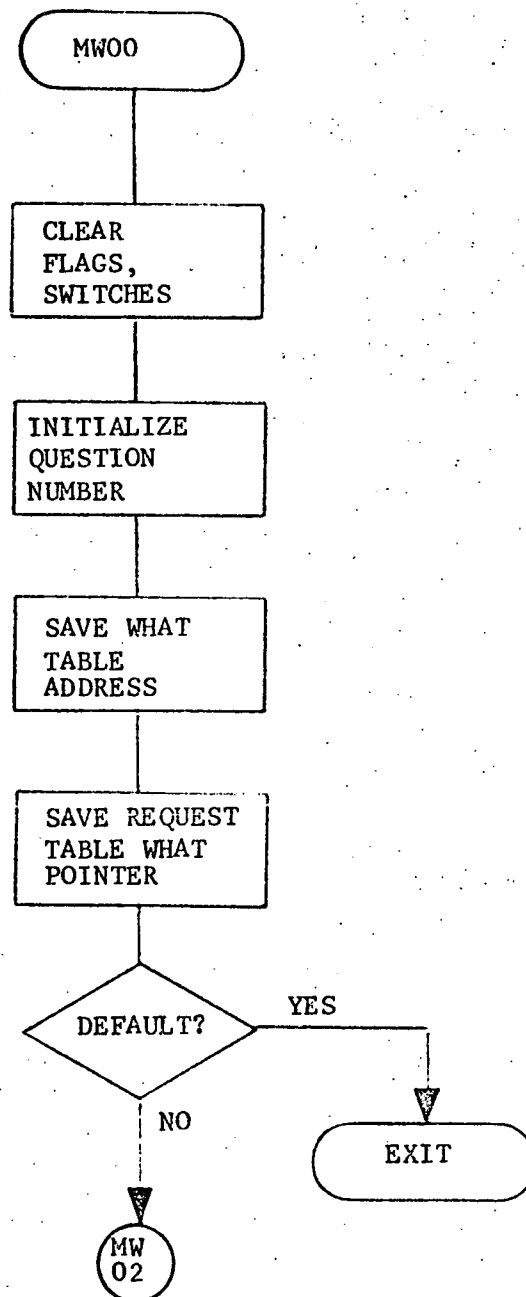 MW00
CLEAR
FLAGS,
SWITCHES
INITIALIZE
QUESTION
NUMBER
SAVE WHAT
TABLE
ADDRESS
SAVE REQUEST
TABLE WHAT
POINTER
DEFAULT?
YES
NO
EXIT
MW
02